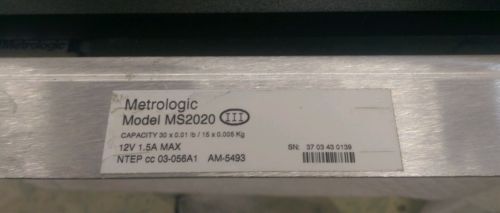 Metrologic
Metrologic
Model MS2020 III
CAPACITY 30 x 0.01 lb / 15 x 0.005 Kg
12V 1.5A MAX
NTEP cc 03-056A1 AM-5493
SN: 37 03 43 0139